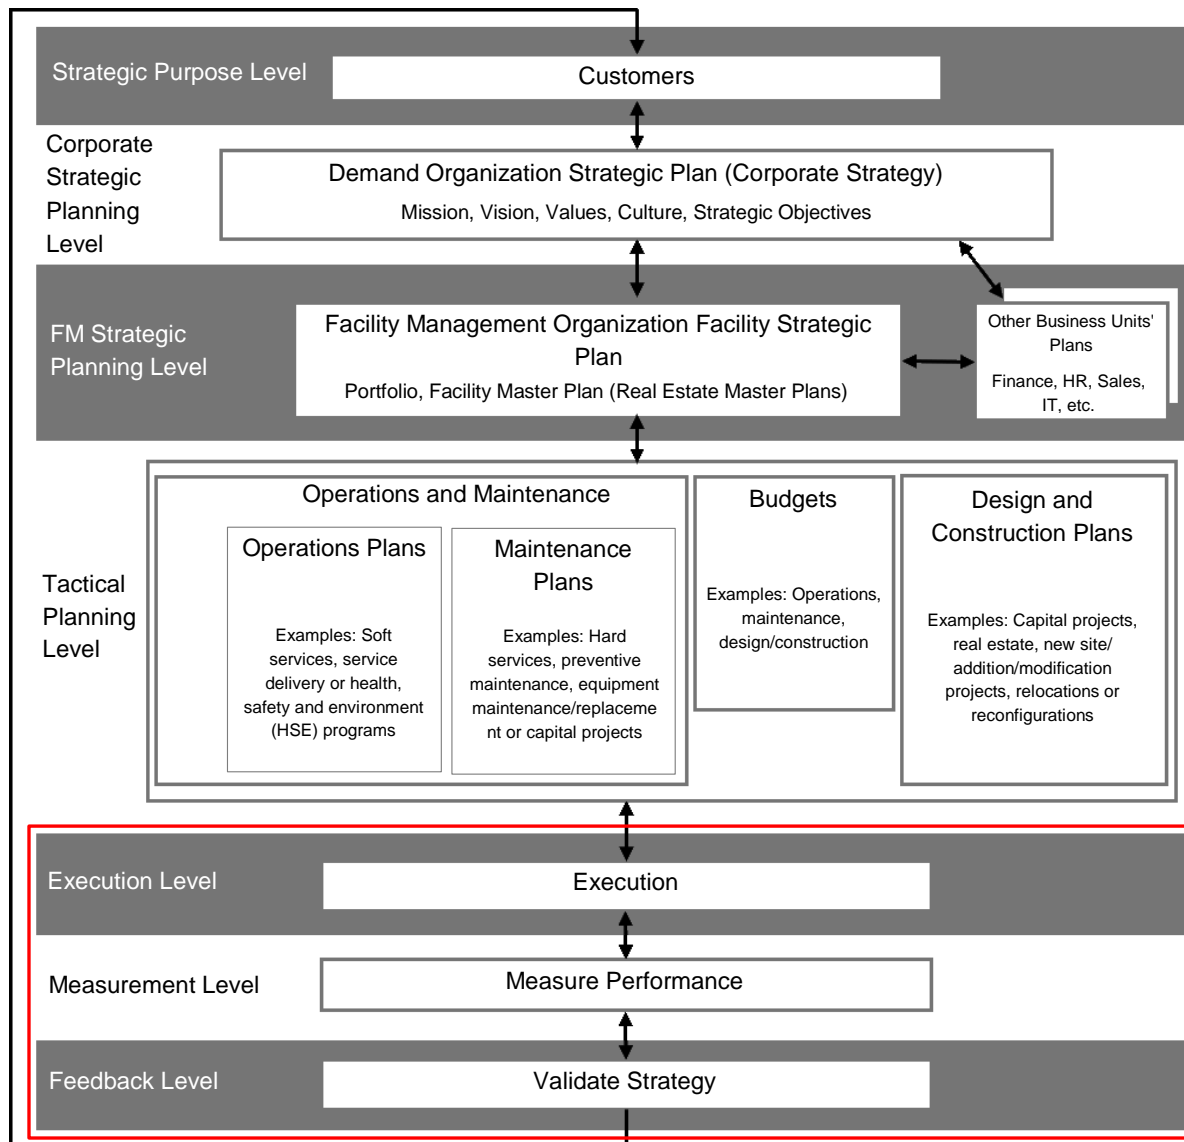 Strategic Purpose Level
Customers
Corporate
Strategic
Planning
Level
Demand Organization Strategic Plan (Corporate Strategy)
Mission, Vision, Values, Culture, Strategic Objectives
FM Strategic
Planning Level
Facility Management Organization Facility Strategic
Plan
Portfolio, Facility Master Plan (Real Estate Master Plans)
Other Business Units'
Plans
Finance, HR, Sales,
IT, etc.
Tactical
Planning
Level
Operations and Maintenance
Operations Plans
Examples: Soft
services, service
delivery or health,
safety and environment
(HSE) programs
Maintenance
Plans
Examples: Hard
services, preventive
maintenance, equipment
maintenance/replaceme
nt or capital projects
Budgets
Examples: Operations,
maintenance,
design/construction
Design and
Construction Plans
Examples: Capital projects,
real estate, new site/
addition/modification
projects, relocations or
reconfigurations
Execution Level
Execution
Measurement Level
Measure Performance
Feedback Level
Validate Strategy